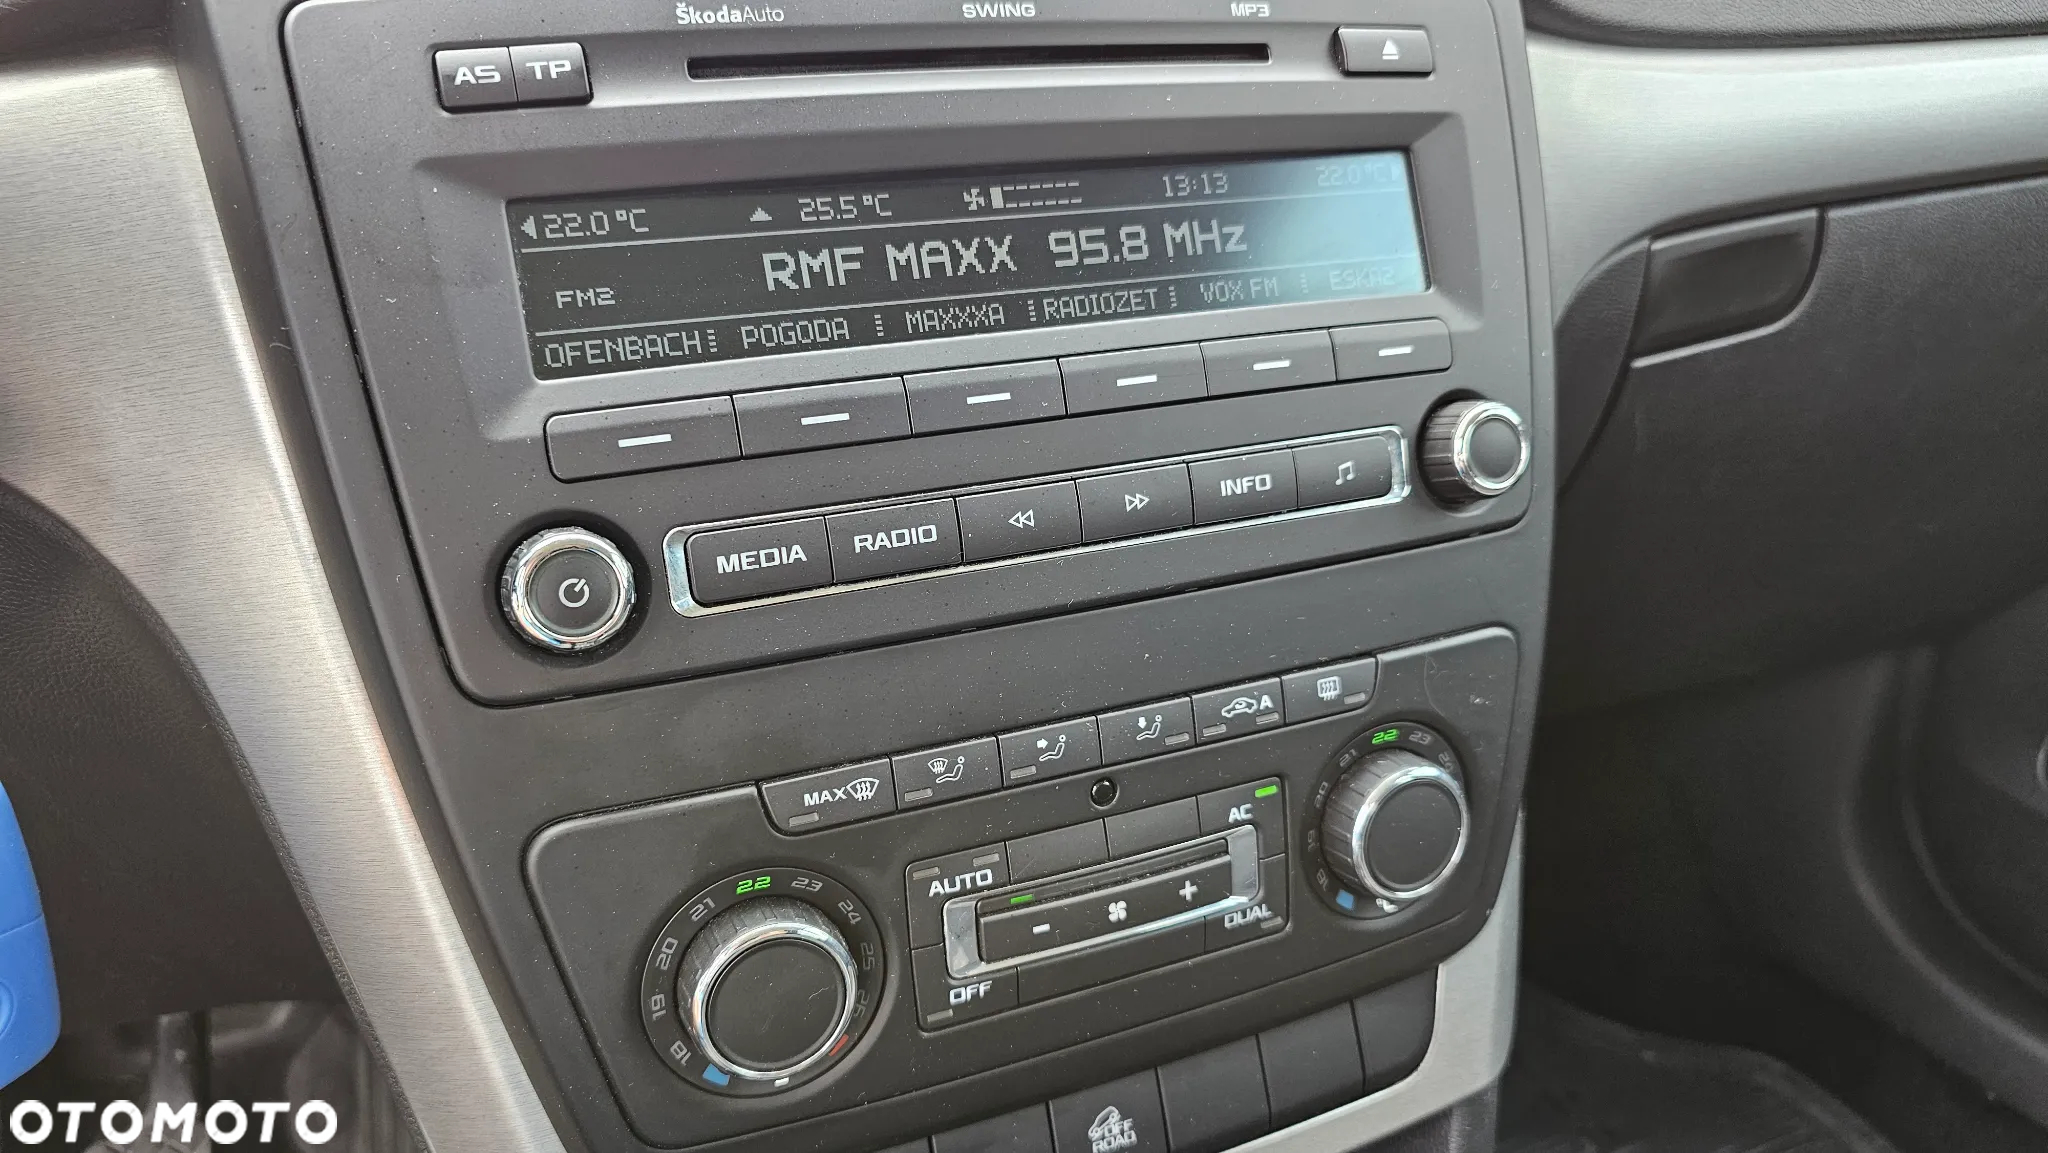 ŠkodaAuto SWING MP3
AS TP
22.0°C 25.5°C 13:13 22.0°C
RMF MAXX 95.8 MHz
FM2
OFENBACH POGODA MAXXXA RADIOZET VOX FM ESKA2
MEDIA RADIO INFO
MAX A
22 23 24 25 26 21 20 19 18
AUTO AC
- +
OFF DUAL
22 23 21 20 19 18
OFF
ROAD
OTOMOTO